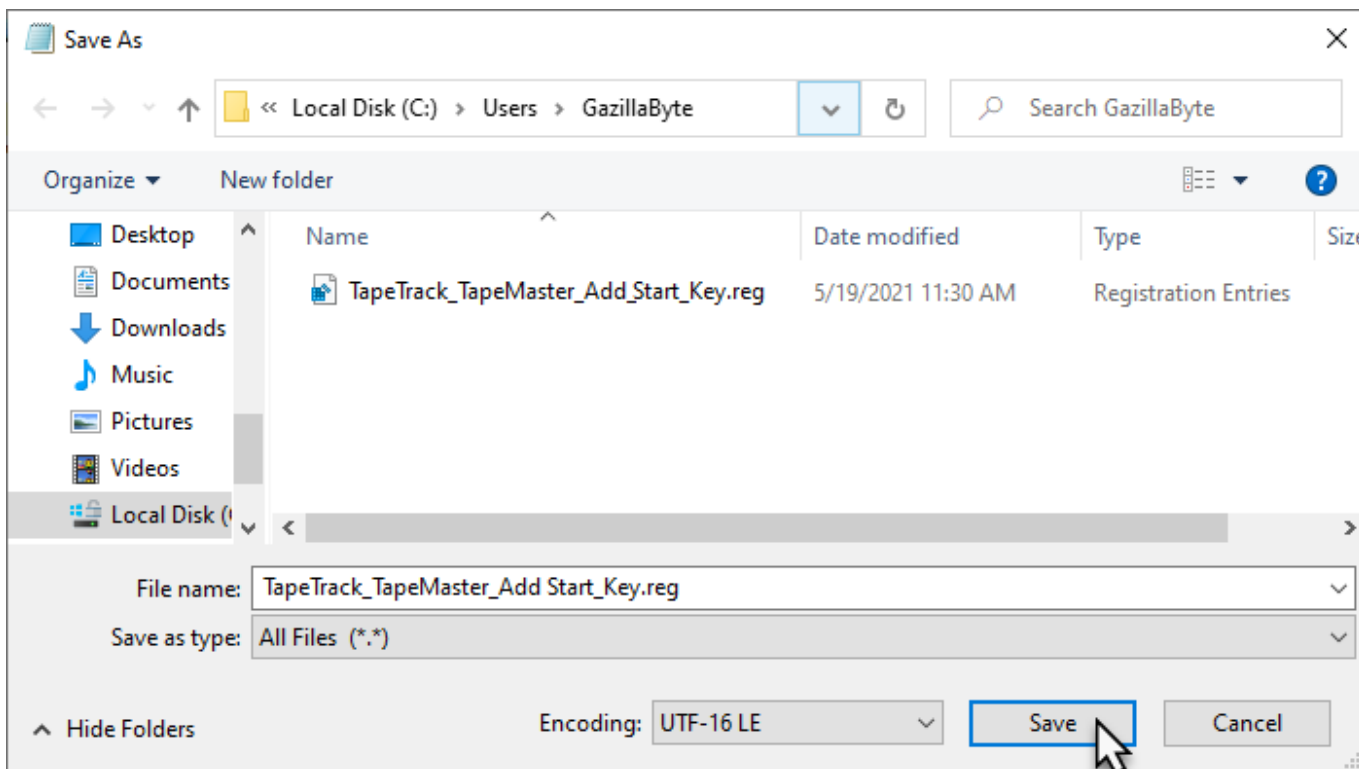 Save As
« Local Disk (C:) › Users › GazillaByte
Search GazillaByte
Organize
New folder
Name
Date modified
Type
Size
Desktop
Documents
Downloads
Music
Pictures
Videos
Local Disk (
TapeTrack_TapeMaster_Add_Start_Key.reg 5/19/2021 11:30 AM Registration Entries
File name: TapeTrack_TapeMaster_Add Start_Key.reg
Save as type: All Files (*.*)
Hide Folders
Encoding: UTF-16 LE
Save
Cancel